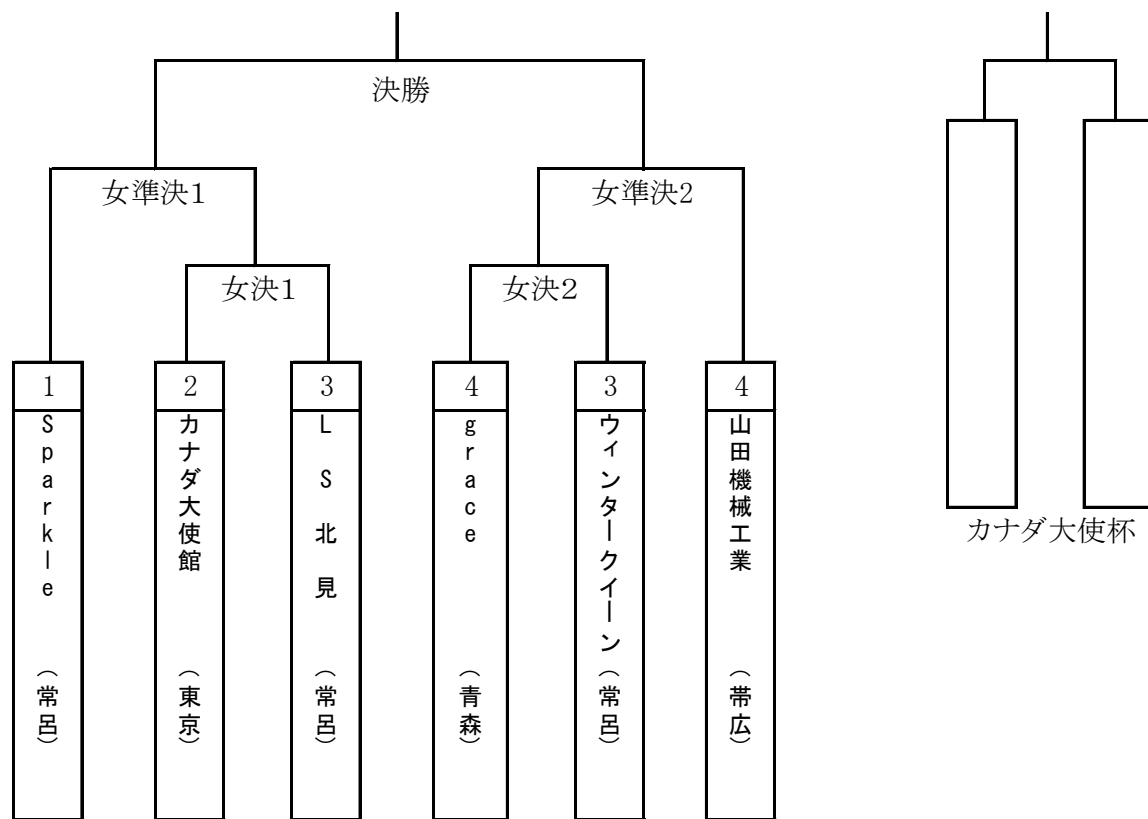 決勝
女準決1
女準決2
女決1
女決2
1
2
3
4
3
4
Sparkle (常呂)
カナダ大使館 (東京)
LS北見 (常呂)
grace (青森)
ウィンタークイーン (常呂)
山田機械工業 (帯広)
カナダ大使杯